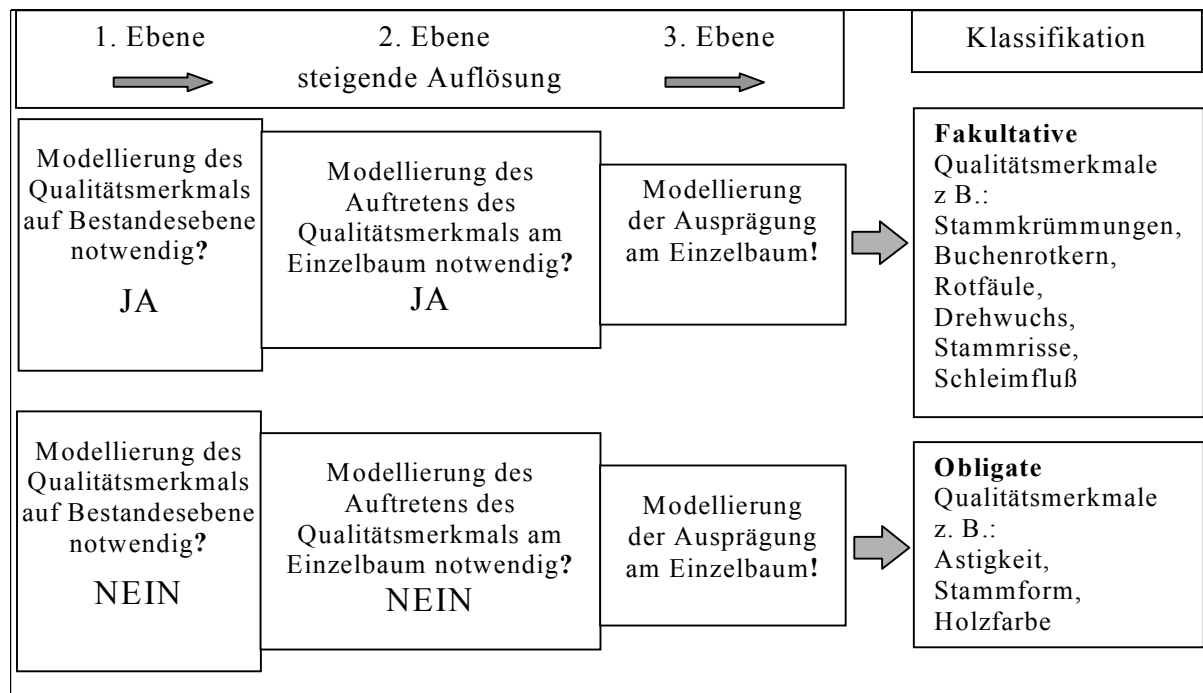 1. Ebene
2. Ebene
3. Ebene
steigende Auflösung
Klassifikation
Modellierung des
Qualitätsmerkmals
auf Bestandesebene
notwendig?
JA
Modellierung des
Auftretens des
Qualitätsmerkmals am
Einzelbaum notwendig?
JA
Modellierung
der Ausprägung
am Einzelbaum!
Fakultative
Qualitätsmerkmale
z B.:
Stammkrümmungen,
Buchenrotkern,
Rotfäule,
Drehwuchs,
Stammrisse,
Schleimfluß
Modellierung des
Qualitätsmerkmals
auf Bestandesebene
notwendig?
NEIN
Modellierung des
Auftretens des
Qualitätsmerkmals am
Einzelbaum notwendig?
NEIN
Modellierung
der Ausprägung
am Einzelbaum!
Obligate
Qualitätsmerkmale
z. B.:
Astigkeit,
Stammform,
Holzfarbe